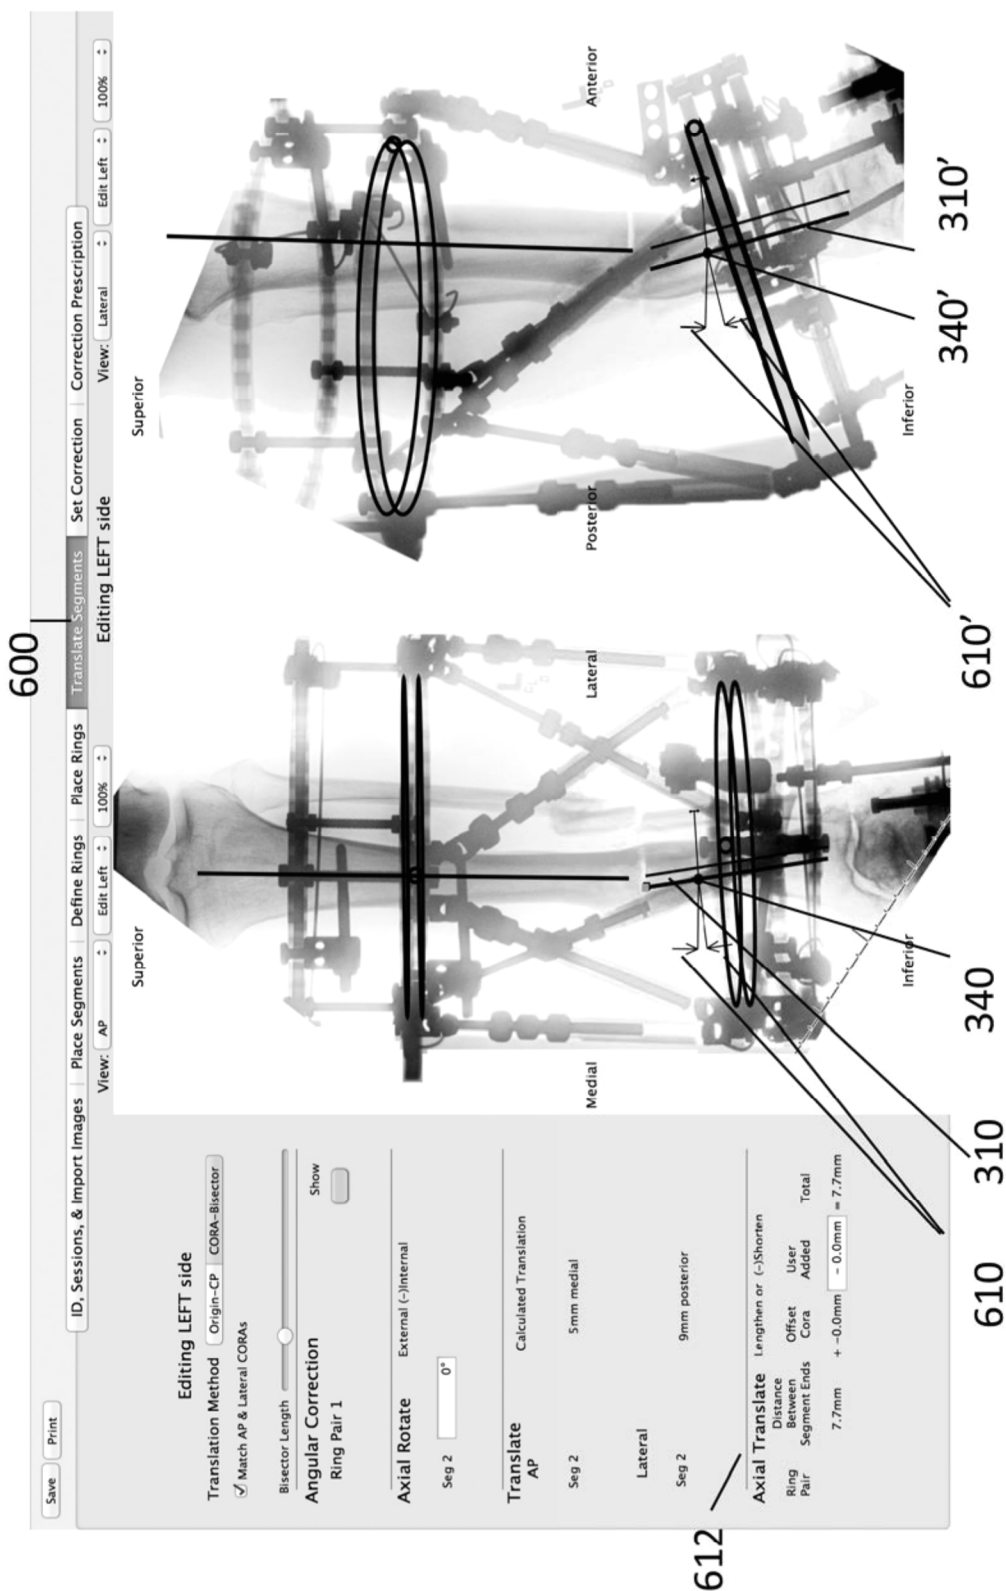 600
Save Print
ID, Sessions, & Import Images Place Segments Define Rings Place Rings Translate Segments Set Correction Correction Prescription
Editing LEFT side
View: AP Edit Left 100%
View: Lateral Edit Left 100%
Editing LEFT side
Translation Method Origin-CP CORA-Bisector
✓ Match AP & Lateral CORAs
Bisector Length
Angular Correction
Show
Ring Pair 1
Axial Rotate External (-)Internal
Seg 2 0°
Translate Calculated Translation
AP
Seg 2 5mm medial
Lateral
Seg 2 9mm posterior
Axial Translate Lengthen or (-)Shorten
Ring Pair Distance Between Segment Ends Offset Cora User Added Total
7.7mm + -0.0mm - 0.0mm = 7.7mm
Superior
Medial
Lateral
Inferior
Superior
Posterior
Anterior
Inferior
612
610
310
340
610'
340'
310'